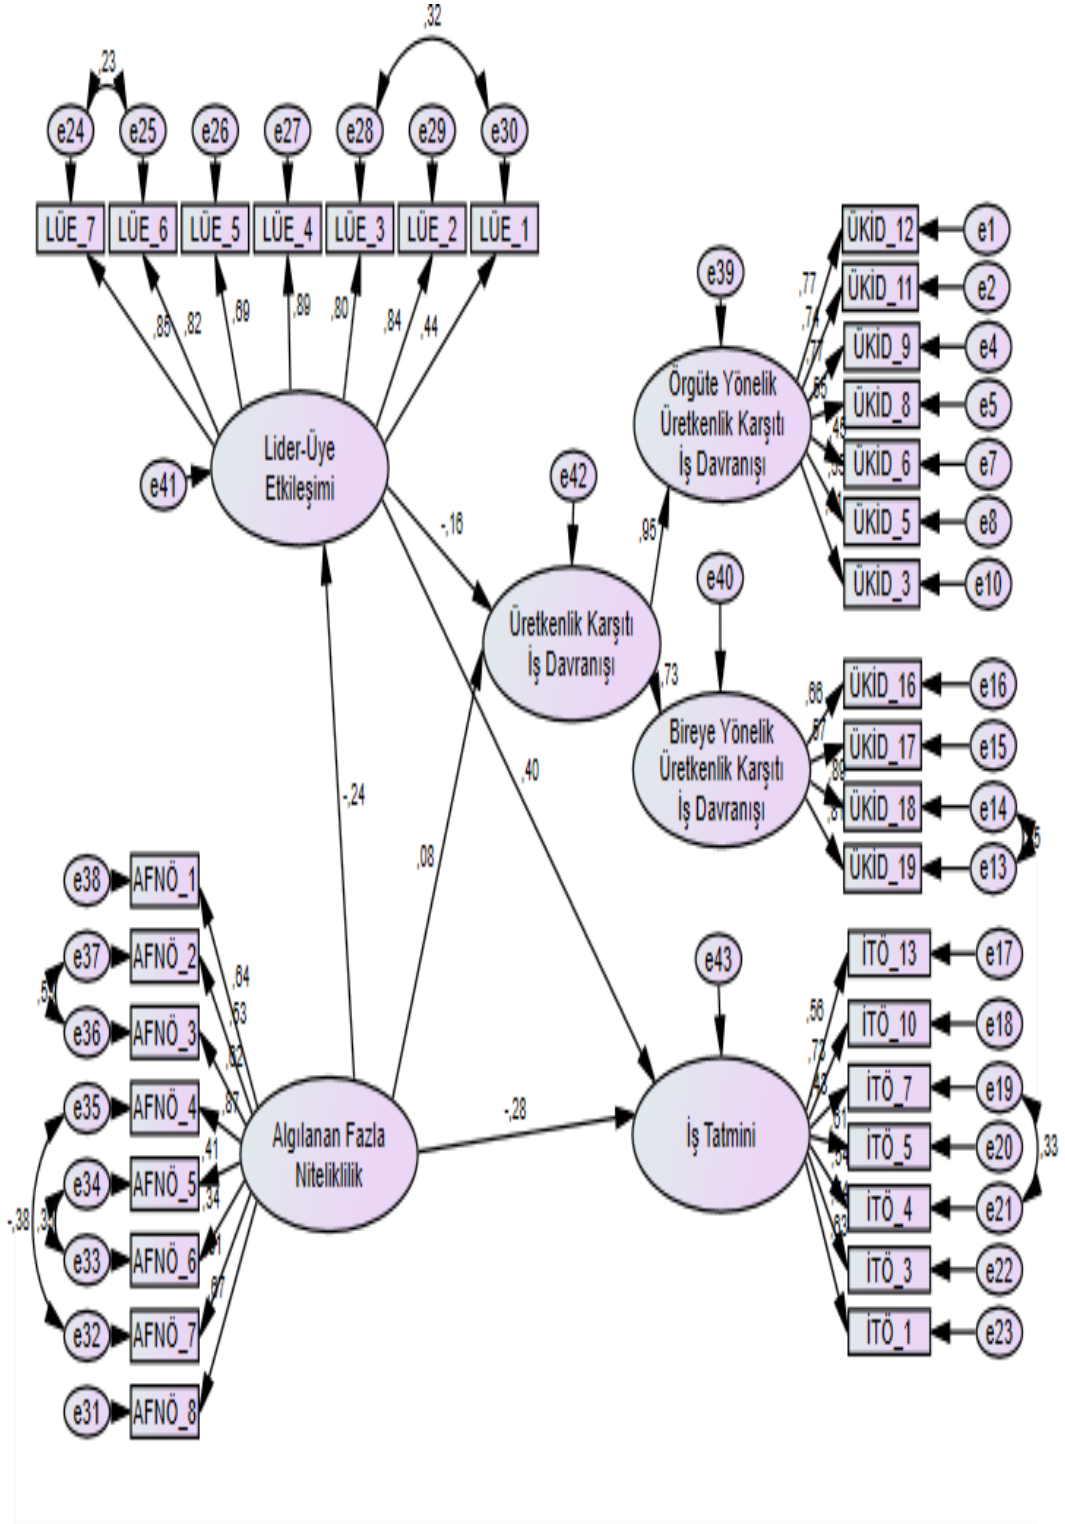 ,32
,23
e24 e25 e26 e27 e28 e29 e30
LÜE_7 LÜE_6 LÜE_5 LÜE_4 LÜE_3 LÜE_2 LÜE_1
,85 ,82 ,69 ,89 ,80 ,84 ,44
Lider-Üye
Etkileşimi
e41
e39
Örgüte Yönelik
Üretkenlik Karşıtı
İş Davranışı
,77
,74
,77
ÜKİD_12 e1
ÜKİD_11 e2
ÜKİD_9 e4
ÜKİD_8 e5
ÜKİD_6 e7
ÜKİD_5 e8
ÜKİD_3 e10
e42
-,16
,95
Üretkenlik Karşıtı
İş Davranışı
,73
e40
Bireye Yönelik
Üretkenlik Karşıtı
İş Davranışı
,66
ÜKİD_16 e16
ÜKİD_17 e15
ÜKİD_18 e14
ÜKİD_19 e13
-,24
,08
,40
e38 AFNÖ_1
e37 AFNÖ_2
e36 AFNÖ_3
e35 AFNÖ_4
e34 AFNÖ_5
e33 AFNÖ_6
e32 AFNÖ_7
e31 AFNÖ_8
-,38
,64
,53
,87
,41
,34
,67
Algılanan Fazla
Niteliklilik
-,28
e43
İş Tatmini
,56
,73
,63
İTÖ_13 e17
İTÖ_10 e18
İTÖ_7 e19
İTÖ_5 e20
İTÖ_4 e21
İTÖ_3 e22
İTÖ_1 e23
,33